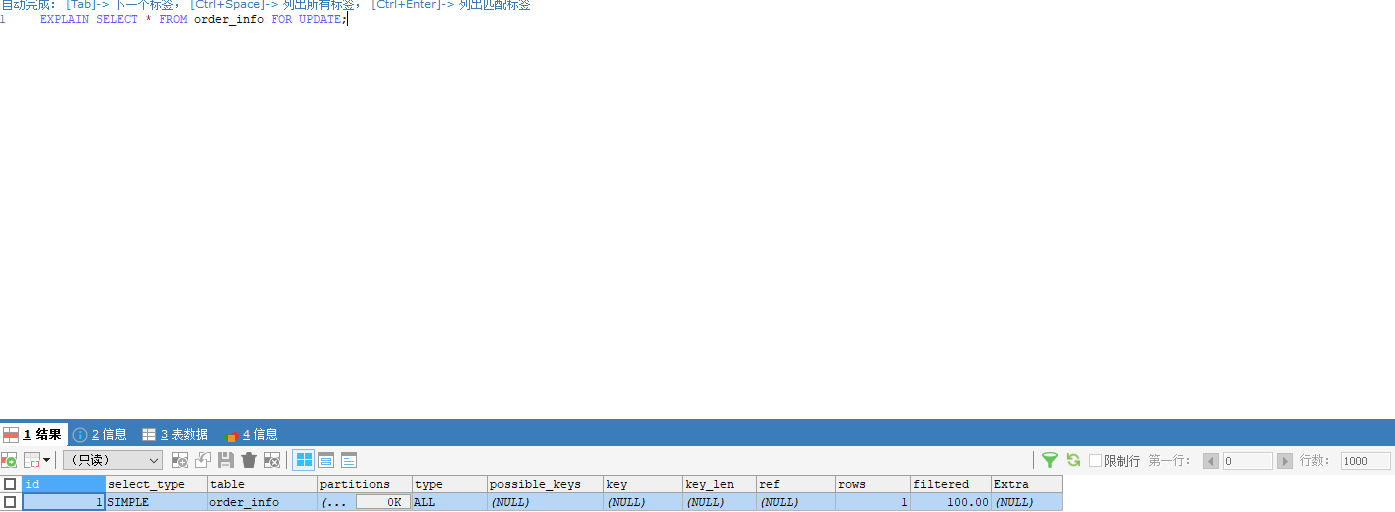 自动完成： [Tab]-> 下一个标签， [Ctrl+Space]-> 列出所有标签， [Ctrl+Enter]-> 列出匹配标签
1 EXPLAIN SELECT * FROM order_info FOR UPDATE;
1 结果 2 信息 3 表数据 4 信息
（只读） 限制行 第一行： 0 行数： 1000
id select_type table partitions type possible_keys key key_len ref rows filtered Extra
1 SIMPLE order_info (... 0K ALL (NULL) (NULL) (NULL) (NULL) 1 100.00 (NULL)